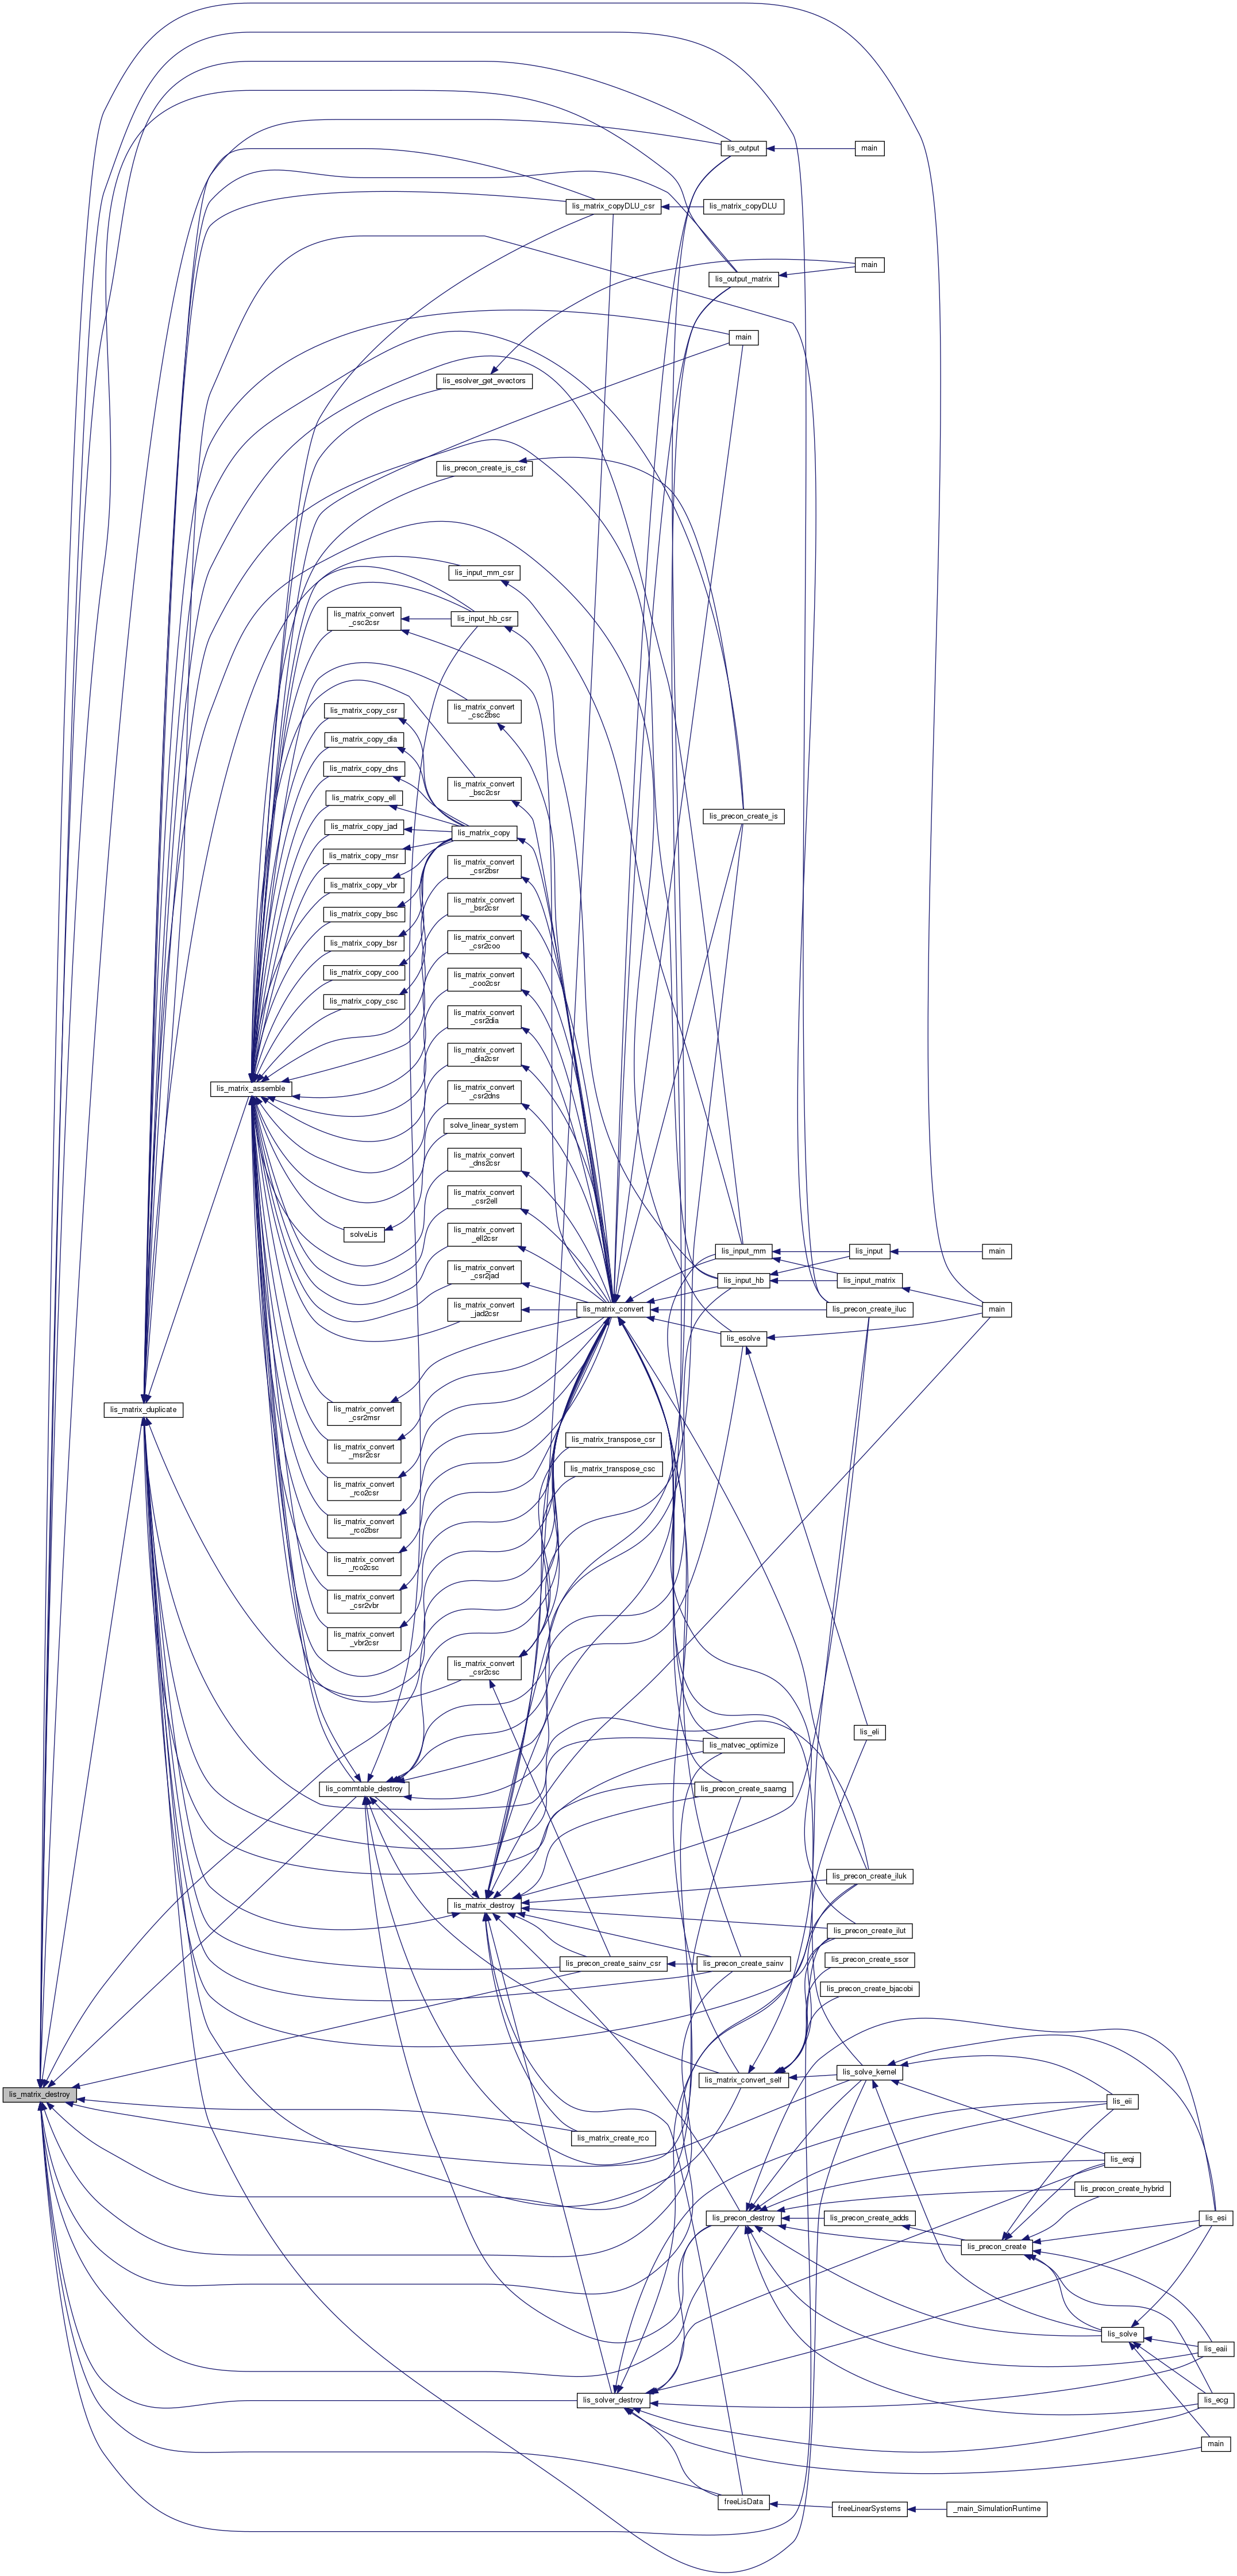 lis_output
main
lis_matrix_copyDLU_csr
lis_matrix_copyDLU
main
lis_output_matrix
main
lis_esolver_get_evectors
lis_precon_create_is_csr
lis_input_mm_csr
lis_matrix_convert
_csc2csr
lis_input_hb_csr
lis_matrix_copy_csr
lis_matrix_convert
_csc2bsc
lis_matrix_copy_dia
lis_matrix_copy_dns
lis_matrix_convert
_bsc2csr
lis_matrix_copy_ell
lis_precon_create_is
lis_matrix_copy_jad
lis_matrix_copy
lis_matrix_copy_msr
lis_matrix_convert
_csr2bsr
lis_matrix_copy_vbr
lis_matrix_convert
_bsr2csr
lis_matrix_copy_bsc
lis_matrix_copy_bsr
lis_matrix_convert
_csr2coo
lis_matrix_copy_coo
lis_matrix_convert
_coo2csr
lis_matrix_copy_csc
lis_matrix_convert
_csr2dia
lis_matrix_convert
_dia2csr
lis_matrix_assemble
lis_matrix_convert
_csr2dns
solve_linear_system
lis_matrix_convert
_dns2csr
lis_matrix_convert
_csr2ell
solveLis
lis_matrix_convert
_ell2csr
lis_input_mm
lis_input
main
lis_matrix_convert
_csr2jad
lis_input_hb
lis_input_matrix
lis_matrix_convert
_jad2csr
lis_matrix_convert
lis_precon_create_iluc
main
lis_esolve
lis_matrix_duplicate
lis_matrix_convert
_csr2msr
lis_matrix_transpose_csr
lis_matrix_convert
_msr2csr
lis_matrix_transpose_csc
lis_matrix_convert
_rco2csr
lis_matrix_convert
_rco2bsr
lis_matrix_convert
_rco2csc
lis_matrix_convert
_csr2vbr
lis_matrix_convert
_vbr2csr
lis_matrix_convert
_csr2csc
lis_eli
lis_matvec_optimize
lis_commtable_destroy
lis_precon_create_saamg
lis_precon_create_iluk
lis_matrix_destroy
lis_precon_create_ilut
lis_precon_create_sainv_csr
lis_precon_create_sainv
lis_precon_create_ssor
lis_precon_create_bjacobi
lis_matrix_destroy
lis_matrix_convert_self
lis_solve_kernel
lis_eii
lis_matrix_create_rco
lis_erqi
lis_precon_create_hybrid
lis_precon_destroy
lis_precon_create_adds
lis_esi
lis_precon_create
lis_solve
lis_eaii
lis_solver_destroy
lis_ecg
main
freeLisData
freeLinearSystems
_main_SimulationRuntime